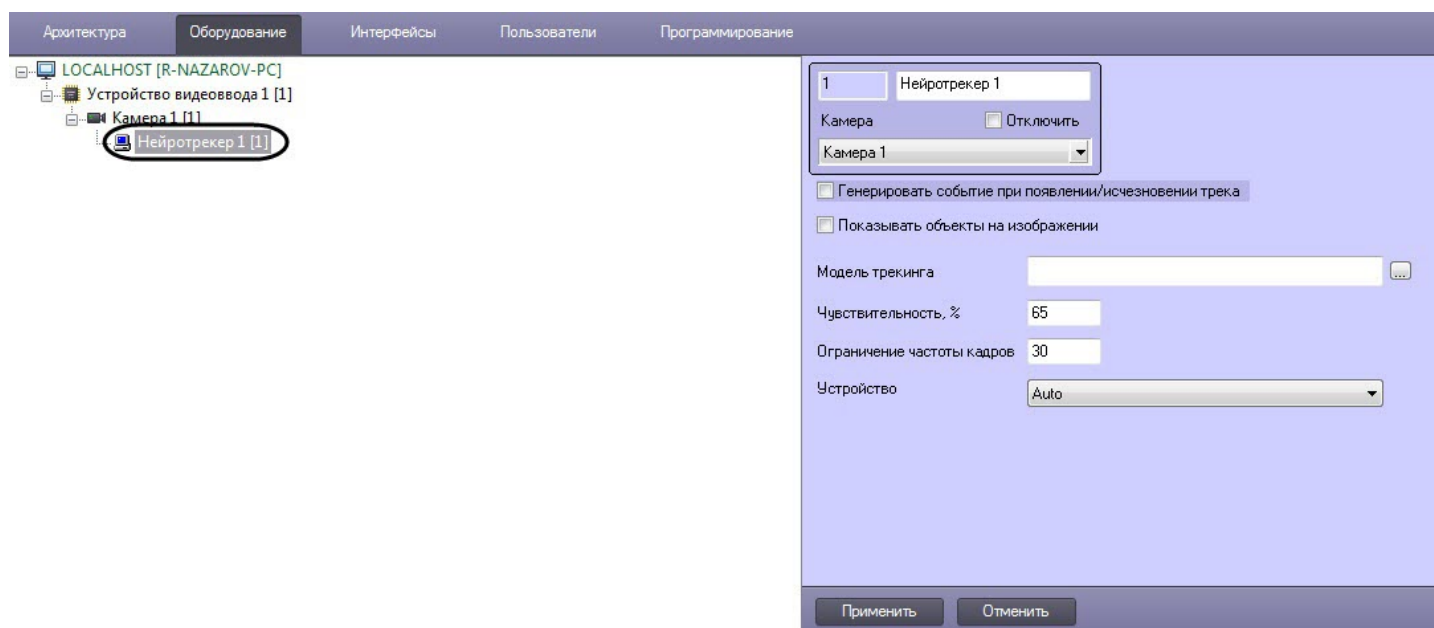 Архитектура Оборудование Интерфейсы Пользователи Программирование
LOCALHOST [R-NAZAROV-PC]
Устройство видеоввода 1 [1]
Камера 1 [1]
Нейротрекер 1 [1]
1 Нейротрекер 1
Камера Отключить
Камера 1
Генерировать событие при появлении/исчезновении трека
Показывать объекты на изображении
Модель трекинга ...
Чувствительность, % 65
Ограничение частоты кадров 30
Устройство Auto
Применить Отменить